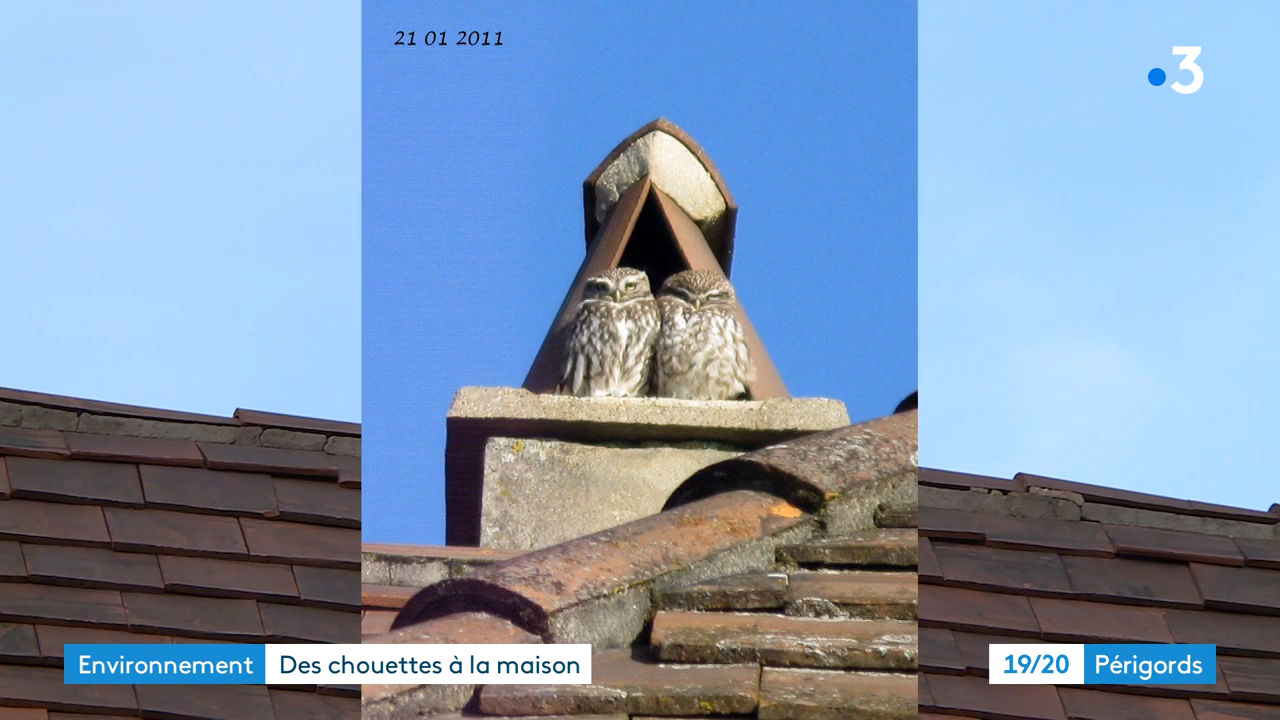 21 01 2011
3
Environnement
Des chouettes à la maison
19/20
Périgords